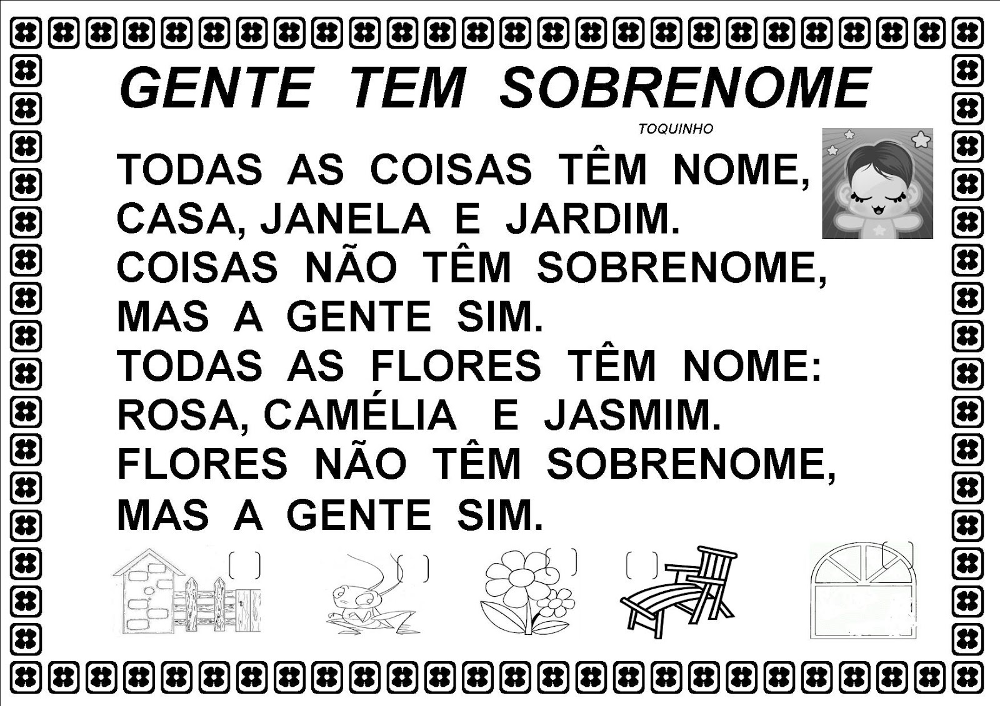 GENTE TEM SOBRENOME
TOQUINHO
TODAS AS COISAS TÊM NOME,
CASA, JANELA E JARDIM.
COISAS NÃO TÊM SOBRENOME,
MAS A GENTE SIM.
TODAS AS FLORES TÊM NOME:
ROSA, CAMÉLIA E JASMIM.
FLORES NÃO TÊM SOBRENOME,
MAS A GENTE SIM.